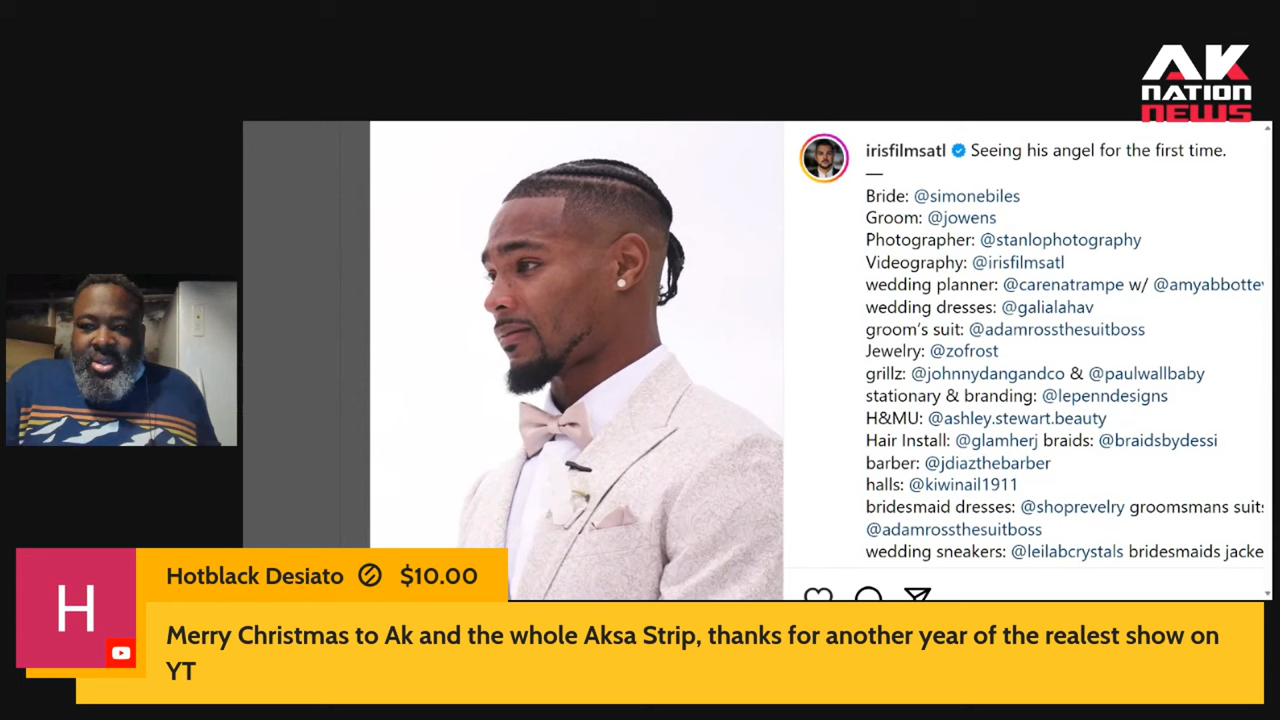 AK
NATION
NEWS
irisfilmsatl Seeing his angel for the first time.
—
Bride: @simonebiles
Groom: @jowens
Photographer: @stanlophotography
Videography: @irisfilmsatl
wedding planner: @carenatrampe w/ @amyabbottev
wedding dresses: @galialahav
groom's suit: @adamrossthesuitboss
Jewelry: @zofrost
grillz: @johnnydangandco & @paulwallbaby
stationary & branding: @lepenndesigns
H&MU: @ashley.stewart.beauty
Hair Install: @glamherj braids: @braidsbydessi
barber: @jdiazthebarber
halls: @kiwinail1911
bridesmaid dresses: @shoprevelry groomsmans suits
@adamrossthesuitboss
wedding sneakers: @leilabcrystals bridesmaids jacke
H
Hotblack Desiato $10.00
Merry Christmas to Ak and the whole Aksa Strip, thanks for another year of the realest show on
YT